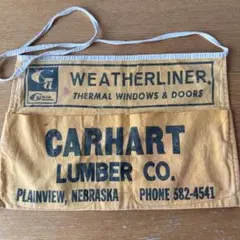 WEATHERLINER
THERMAL WINDOWS & DOORS
CARHART
LUMBER CO.
PLAINVIEW, NEBRASKA PHONE 582-4541